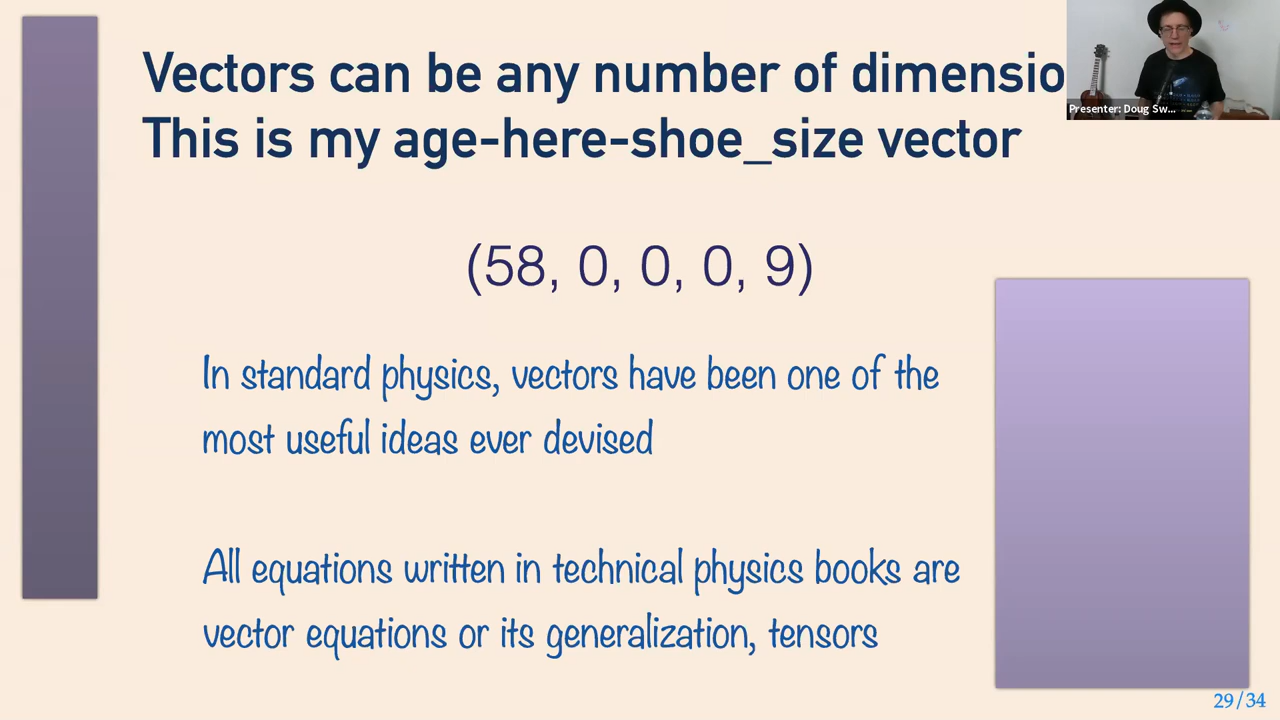 Vectors can be any number of dimensio
This is my age-here-shoe_size vector
Presenter: Doug Sw...
(58, 0, 0, 0, 9)
In standard physics, vectors have been one of the
most useful ideas ever devised
All equations written in technical physics books are
vector equations or its generalization, tensors
29/34